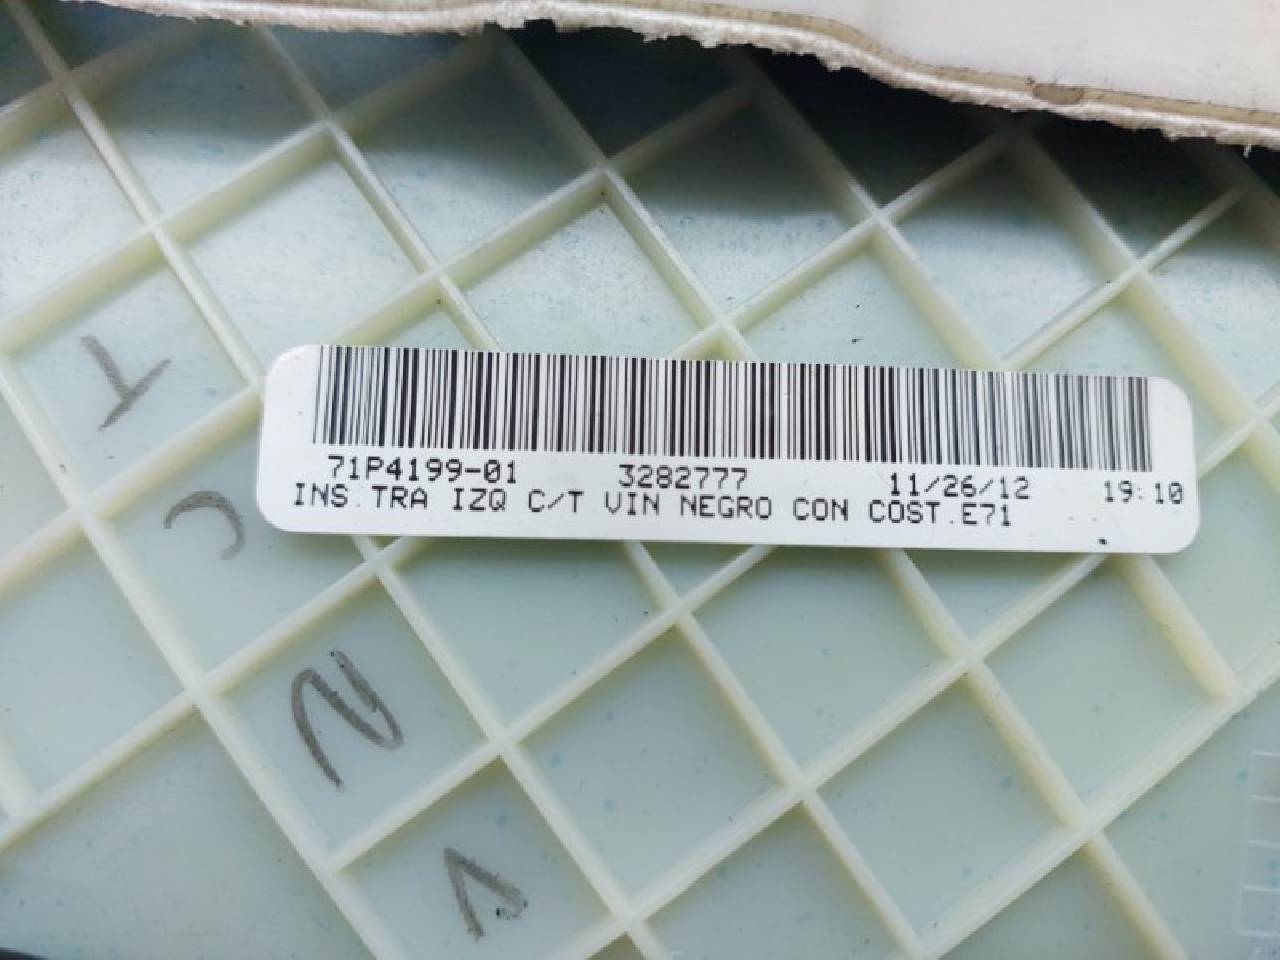 71P4199-01 3282777 11/26/12 19:10
INS.TRA IZQ C/T VIN NEGRO CON COST.E71
T
C
N
V